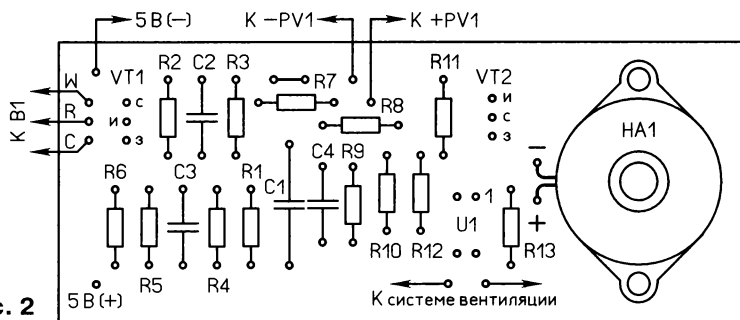 5В(−) К −PV1 К +PV1
R2 C2 R3 R7 R11
VT1 VT2
К В1
W
R
C
с
и
з
R8
и
с
з
HA1
R6 C3 R1 C1 C4 R9
− 
1
U1
+
R5 R4 R10 R12 R13
5В(+)
К системе вентиляции
с. 2